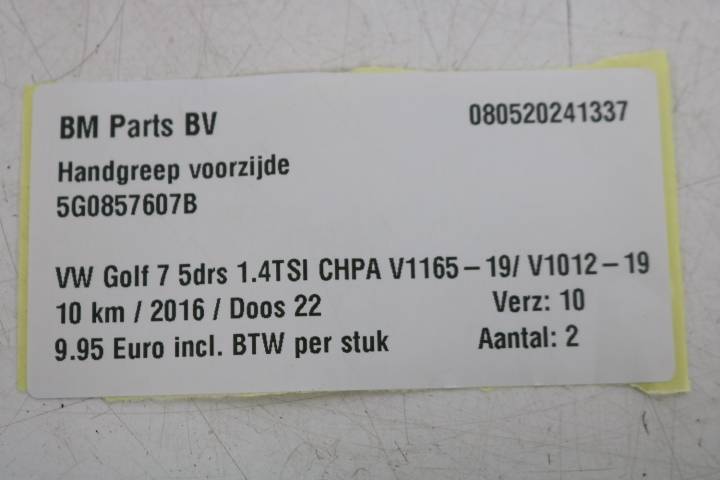 BM Parts BV 080520241337
Handgreep voorzijde
5G0857607B
VW Golf 7 5drs 1.4TSI CHPA V1165-19/ V1012-19
10 km / 2016 / Doos 22 Verz: 10
9.95 Euro incl. BTW per stuk Aantal: 2